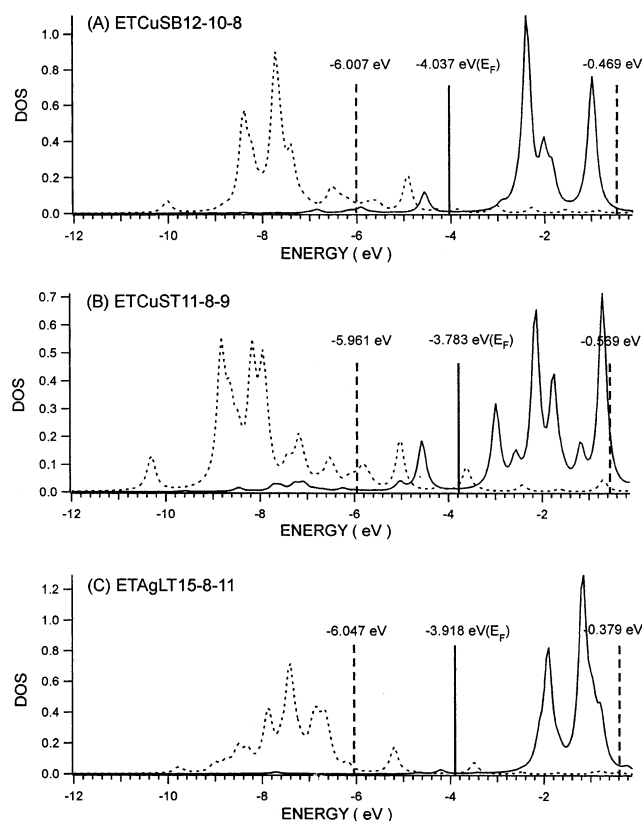 (A) ETCuSB12-10-8
1.0
-6.007 eV
-4.037 eV(EF)
-0.469 eV
0.8
DOS
0.6
0.4
0.2
0.0
-12 -10 -8 -6 -4 -2
ENERGY ( eV )
0.7
(B) ETCuST11-8-9
0.6
-5.961 eV
-3.783 eV(EF)
-0.569 eV
0.5
DOS
0.4
0.3
0.2
0.1
0.0
-12 -10 -8 -6 -4 -2
ENERGY ( eV )
(C) ETAgLT15-8-11
1.2
-6.047 eV
-3.918 eV(EF)
-0.379 eV
1.0
DOS
0.8
0.6
0.4
0.2
0.0
-12 -10 -8 -6 -4 -2
ENERGY ( eV )